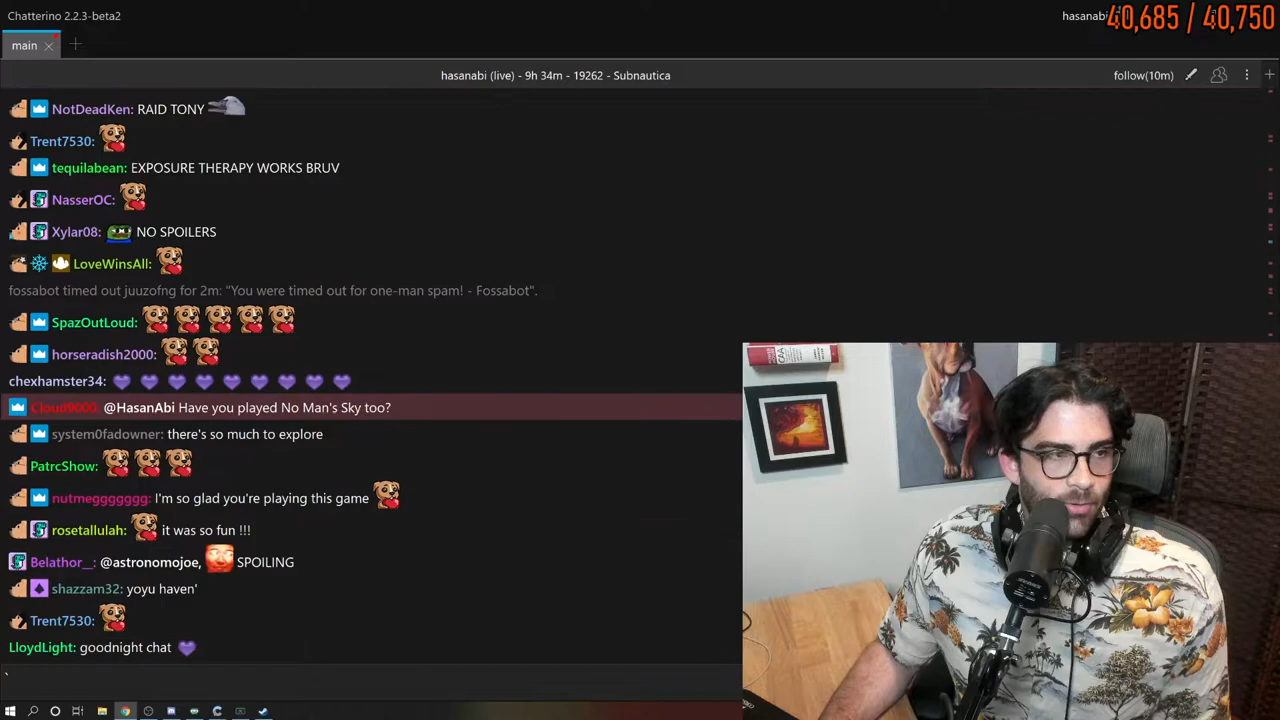 Chatterino 2.2.3-beta2
hasanabi
40,685 / 40,750
main
hasanabi (live) - 9h 34m - 19262 - Subnautica
follow(10m)
NotDeadKen: RAID TONY
Trent7530:
tequilabean: EXPOSURE THERAPY WORKS BRUV
NasserOC:
Xylar08: NO SPOILERS
LoveWinsAll:
fossabot timed out juuzofng for 2m: "You were timed out for one-man spam! - Fossabot".
SpazOutLoud:
horseradish2000:
chexhamster34:
Cloud9000: @HasanAbi Have you played No Man's Sky too?
system0fadowner: there's so much to explore
PatrcShow:
nutmeggggggg: I'm so glad you're playing this game
rosetallulah: it was so fun !!!
Belathor__: @astronomojoe, SPOILING
shazzam32: yoyu haven'
Trent7530:
LloydLight: goodnight chat
`